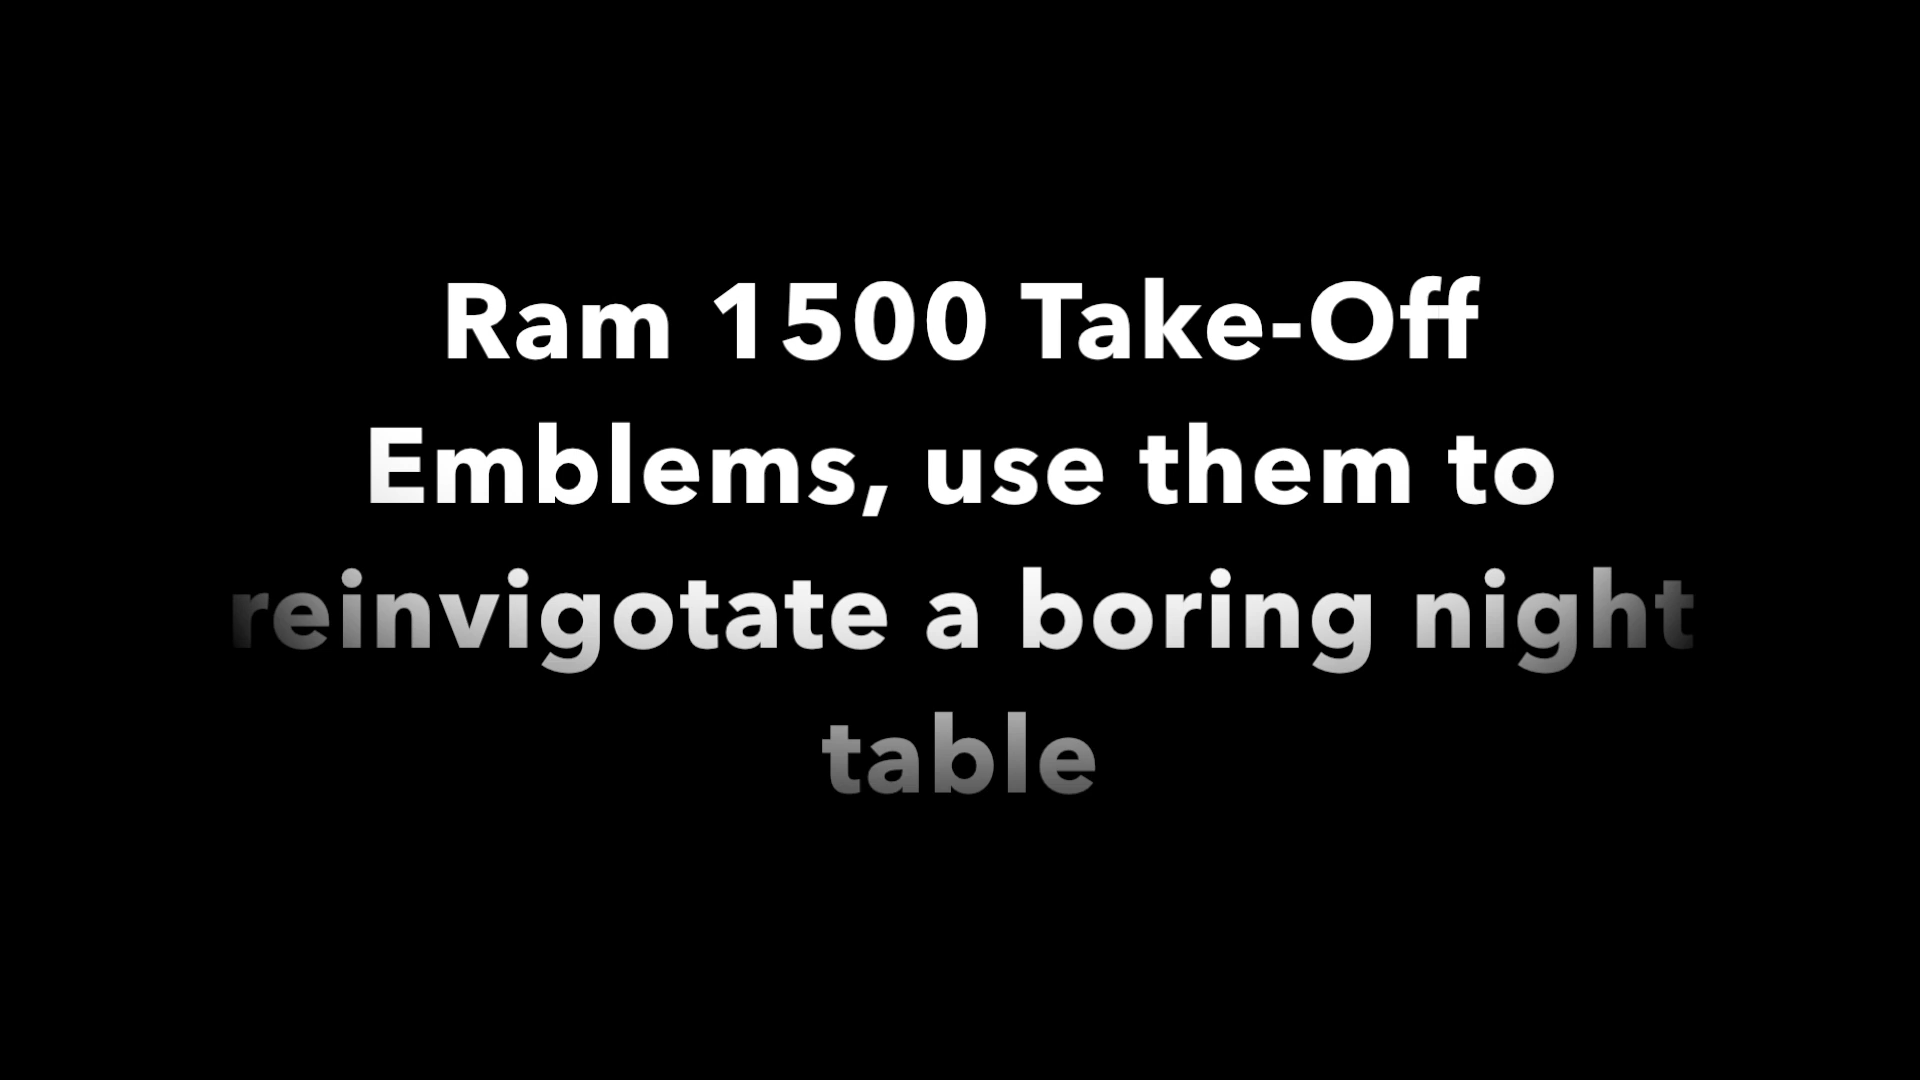 Ram 1500 Take-Off
Emblems, use them to
reinvigotate a boring night
table